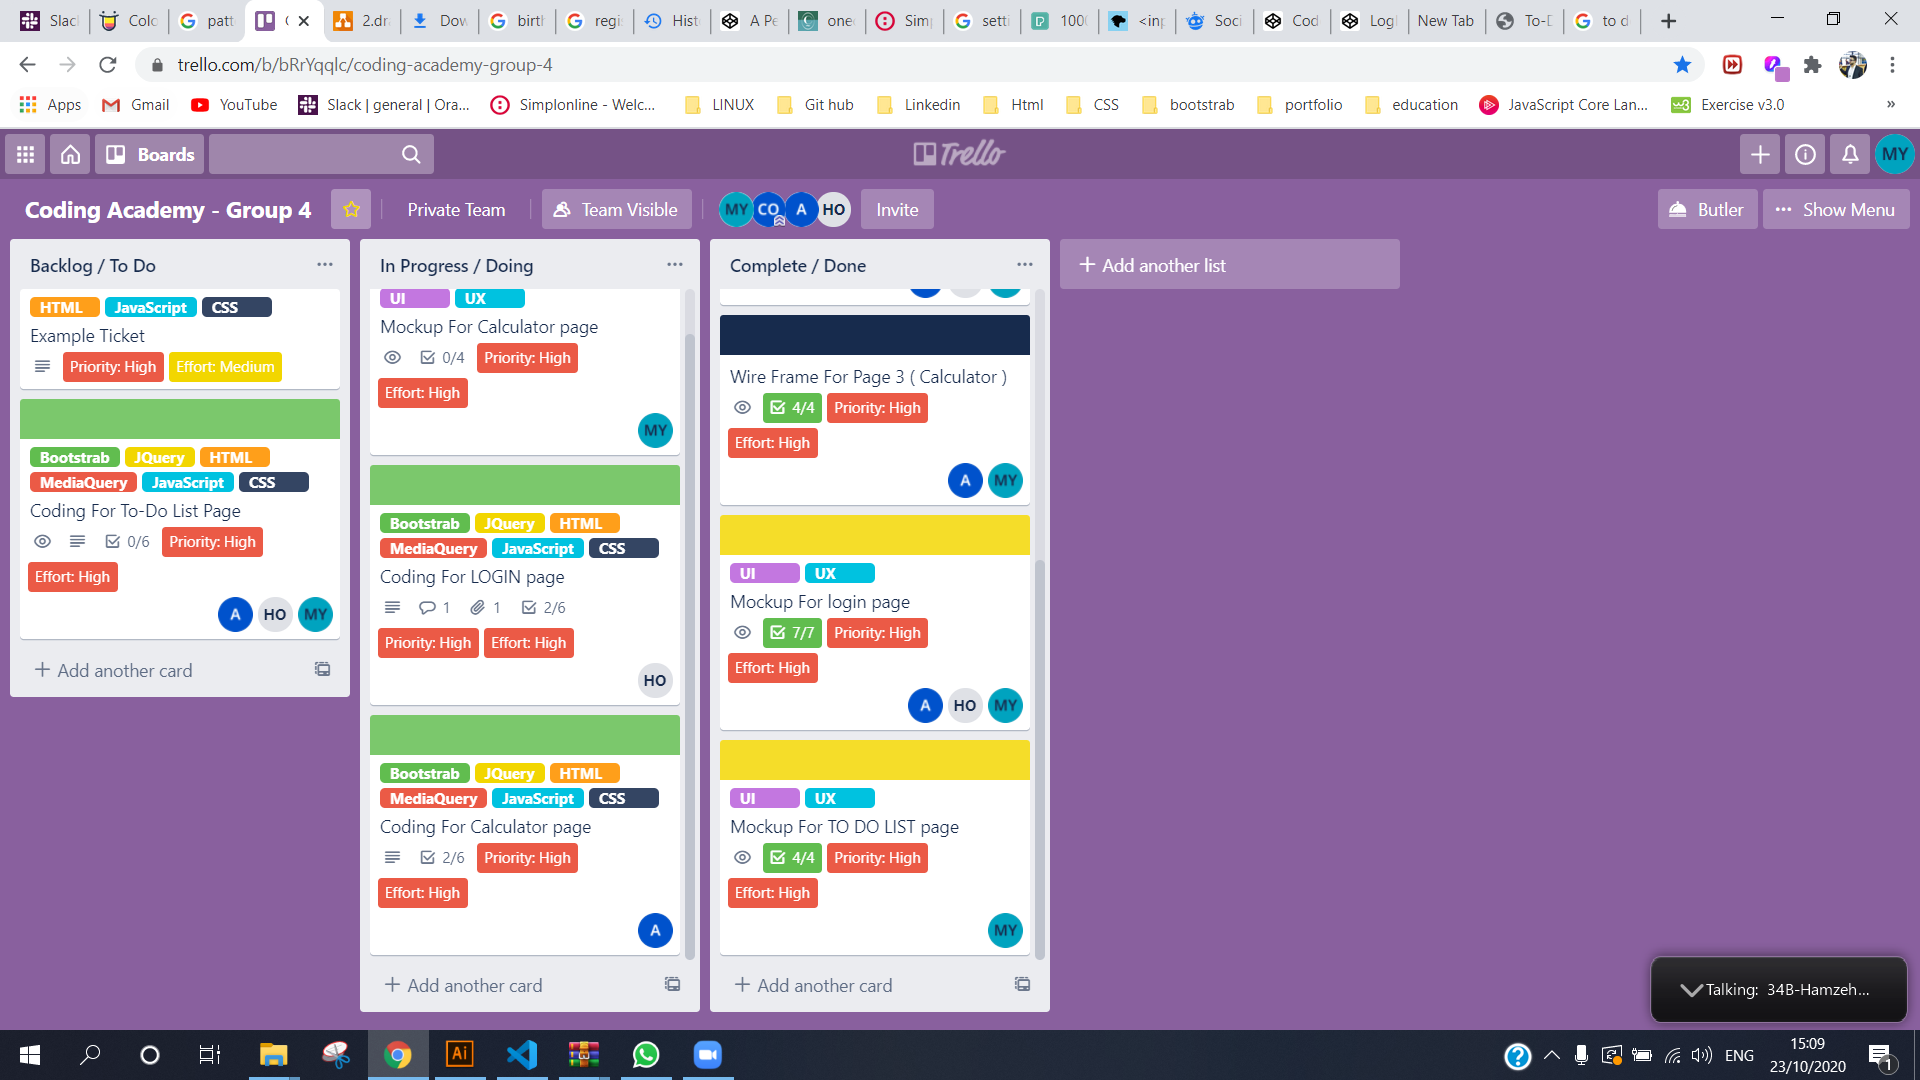 Slac
Colo
patt
C
2.dra
Dow
birth
regis
Hist
A Pe
one
Simp
setti
1000
<inp
Soci
Cod
Logi
New Tab
To-D
to d
trello.com/b/bRrYqqlc/coding-academy-group-4
Apps
Gmail
YouTube
Slack | general | Ora...
Simplonline - Welc...
LINUX
Git hub
Linkedin
Html
CSS
bootstrab
portfolio
education
JavaScript Core Lan...
Exercise v3.0
»
Boards
Trello
MY
Coding Academy - Group 4
Private Team
Team Visible
MY CO A HO
Invite
Butler
Show Menu
Backlog / To Do
HTML JavaScript CSS
Example Ticket
Priority: High Effort: Medium
Bootstrab JQuery HTML
MediaQuery JavaScript CSS
Coding For To-Do List Page
0/6 Priority: High
Effort: High
A HO MY
+ Add another card
In Progress / Doing
UI UX
Mockup For Calculator page
0/4 Priority: High
Effort: High
MY
Bootstrab JQuery HTML
MediaQuery JavaScript CSS
Coding For LOGIN page
1 1 2/6
Priority: High Effort: High
HO
Bootstrab JQuery HTML
MediaQuery JavaScript CSS
Coding For Calculator page
2/6 Priority: High
Effort: High
A
+ Add another card
Complete / Done
Wire Frame For Page 3 ( Calculator )
4/4 Priority: High
Effort: High
A MY
UI UX
Mockup For login page
7/7 Priority: High
Effort: High
A HO MY
UI UX
Mockup For TO DO LIST page
4/4 Priority: High
Effort: High
MY
+ Add another card
+ Add another list
Talking: 34B-Hamzeh...
Ai
ENG
15:09
23/10/2020
1